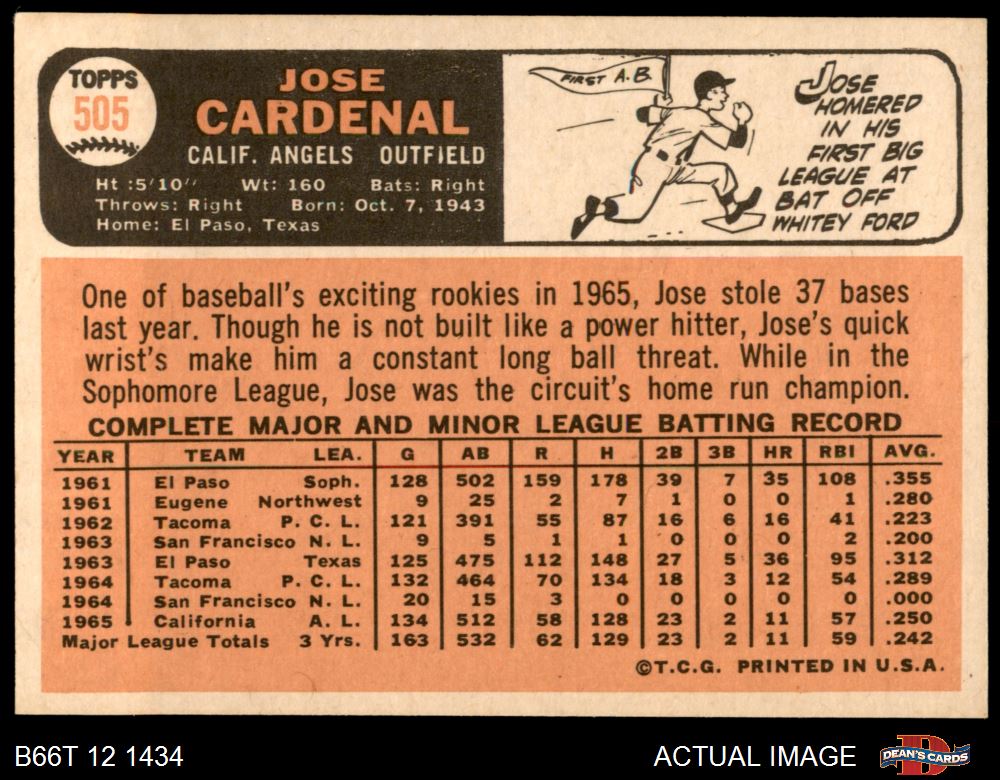 TOPPS
505
JOSE
CARDENAL
CALIF. ANGELS OUTFIELD
Ht :5'10" Wt: 160 Bats: Right
Throws: Right Born: Oct. 7, 1943
Home: El Paso, Texas
FIRST A.B.
JOSE
HOMERED
IN HIS
FIRST BIG
LEAGUE AT
BAT OFF
WHITEY FORD
One of baseball's exciting rookies in 1965, Jose stole 37 bases
last year. Though he is not built like a power hitter, Jose's quick
wrist's make him a constant long ball threat. While in the
Sophomore League, Jose was the circuit's home run champion.
COMPLETE MAJOR AND MINOR LEAGUE BATTING RECORD
YEAR TEAM LEA. G AB R H 2B 3B HR RBI AVG.
1961 El Paso Soph. 128 502 159 178 39 7 35 108 .355
1961 Eugene Northwest 9 25 2 7 1 0 0 1 .280
1962 Tacoma P. C. L. 121 391 55 87 16 6 16 41 .223
1963 San Francisco N. L. 9 5 1 1 0 0 0 2 .200
1963 El Paso Texas 125 475 112 148 27 5 36 95 .312
1964 Tacoma P. C. L. 132 464 70 134 18 3 12 54 .289
1964 San Francisco N. L. 20 15 3 0 0 0 0 0 .000
1965 California A. L. 134 512 58 128 23 2 11 57 .250
Major League Totals 3 Yrs. 163 532 62 129 23 2 11 59 .242
©T.C.G. PRINTED IN U.S.A.
B66T 12 1434
ACTUAL IMAGE
DEAN'S CARDS